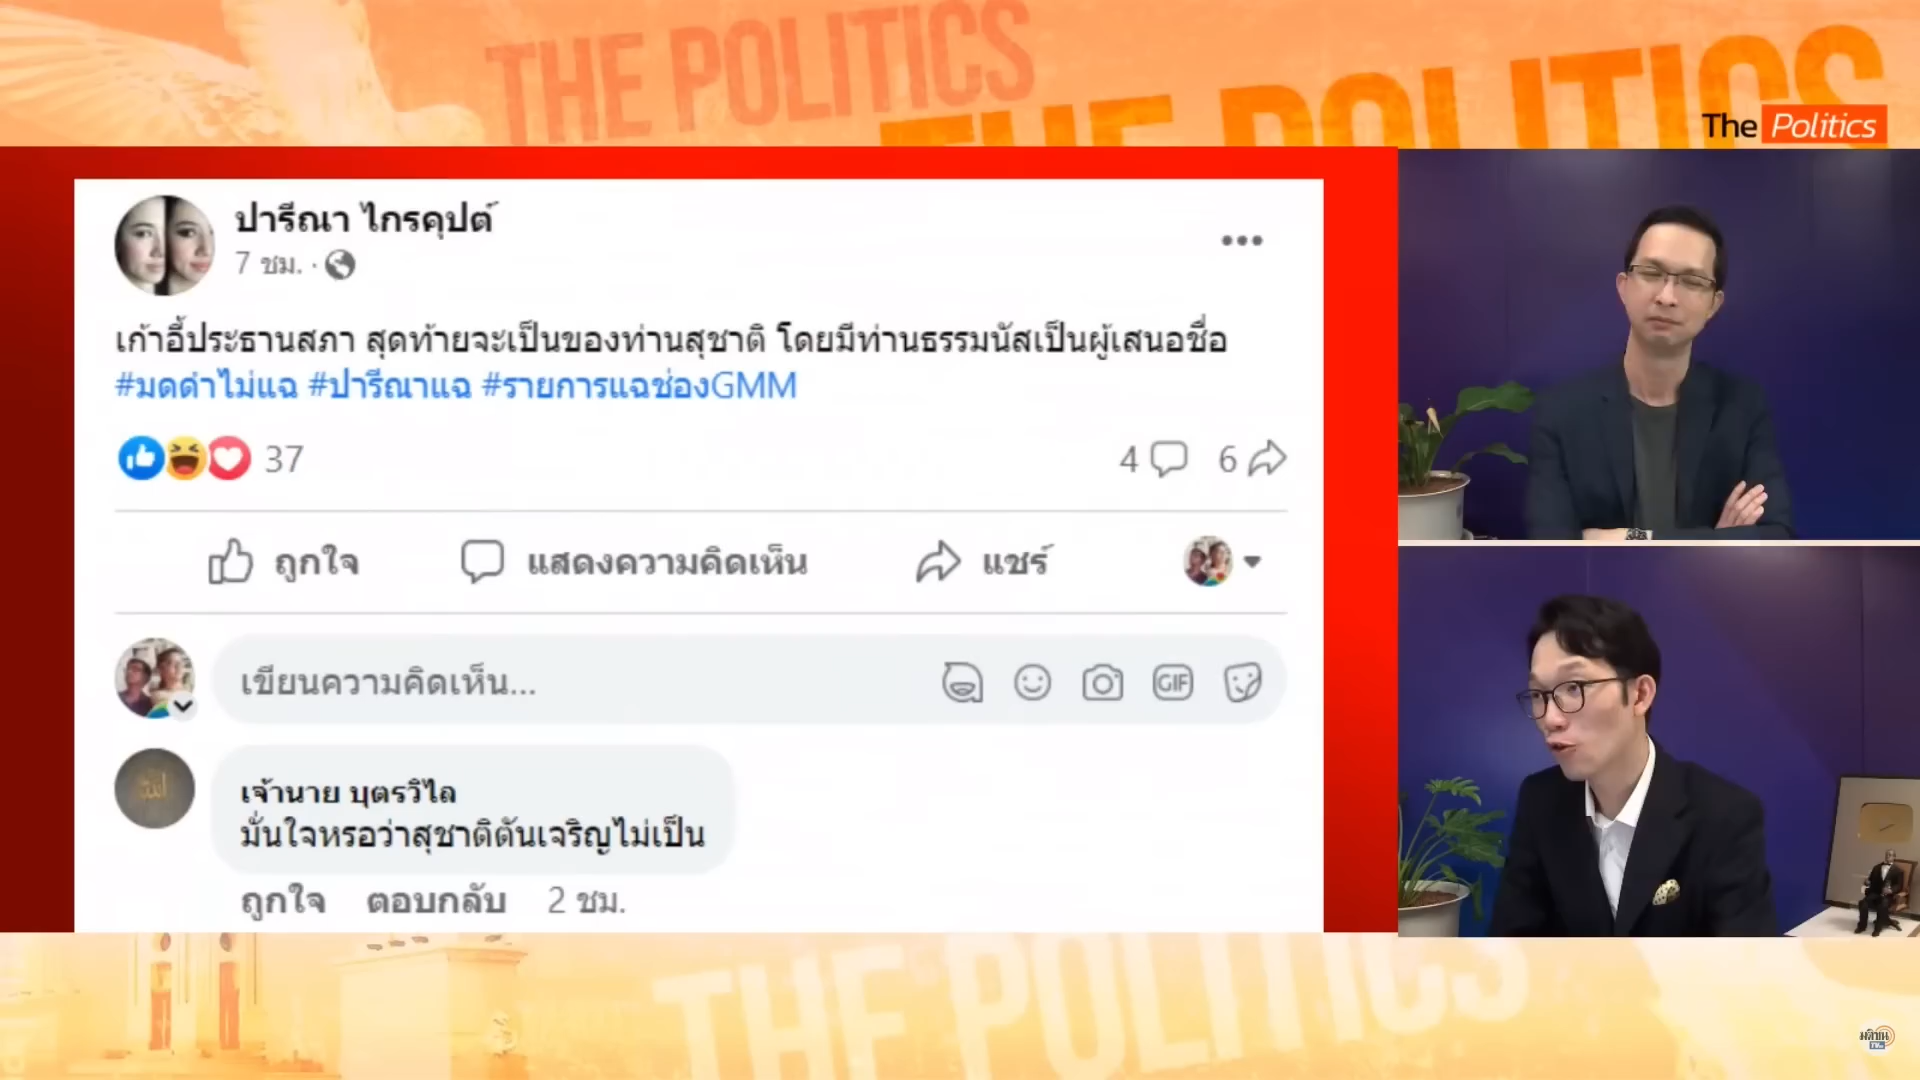 THE POLITICS
THE POLITICS
The Politics
ปารีณา ไกรคุปต์
7 ชม. ·
เก้าอี้ประธานสภา สุดท้ายจะเป็นของท่านสุชาติ โดยมีท่านธรรมนัสเป็นผู้เสนอชื่อ
#มดดำไม่แฉ #ปารีณาแฉ #รายการแฉช่องGMM
37
4
6
ถูกใจ
แสดงความคิดเห็น
แชร์
เขียนความคิดเห็น...
GIF
เจ้านาย บุตรวิไล
มั่นใจหรอว่าสุชาติตันเจริญไม่เป็น
ถูกใจ ตอบกลับ 2 ชม.
THE POLITICS
มติชน